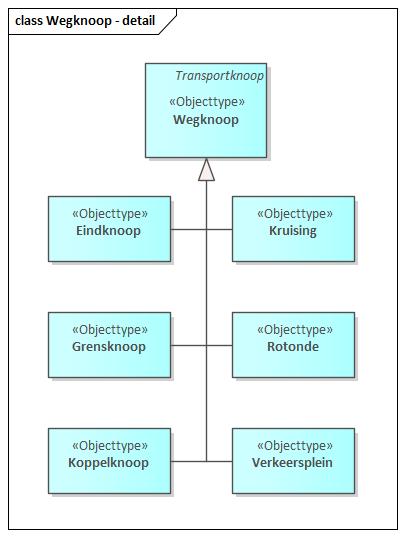 class Wegknoop - detail
Transportknoop
«Objecttype»
Wegknoop
«Objecttype»
Eindknoop
«Objecttype»
Kruising
«Objecttype»
Grensknoop
«Objecttype»
Rotonde
«Objecttype»
Koppelknoop
«Objecttype»
Verkeersplein